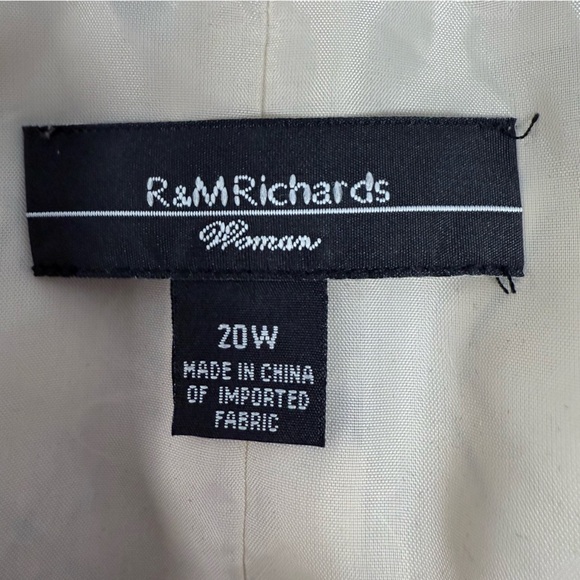 R&MRichards
Woman
20W
MADE IN CHINA
OF IMPORTED
FABRIC